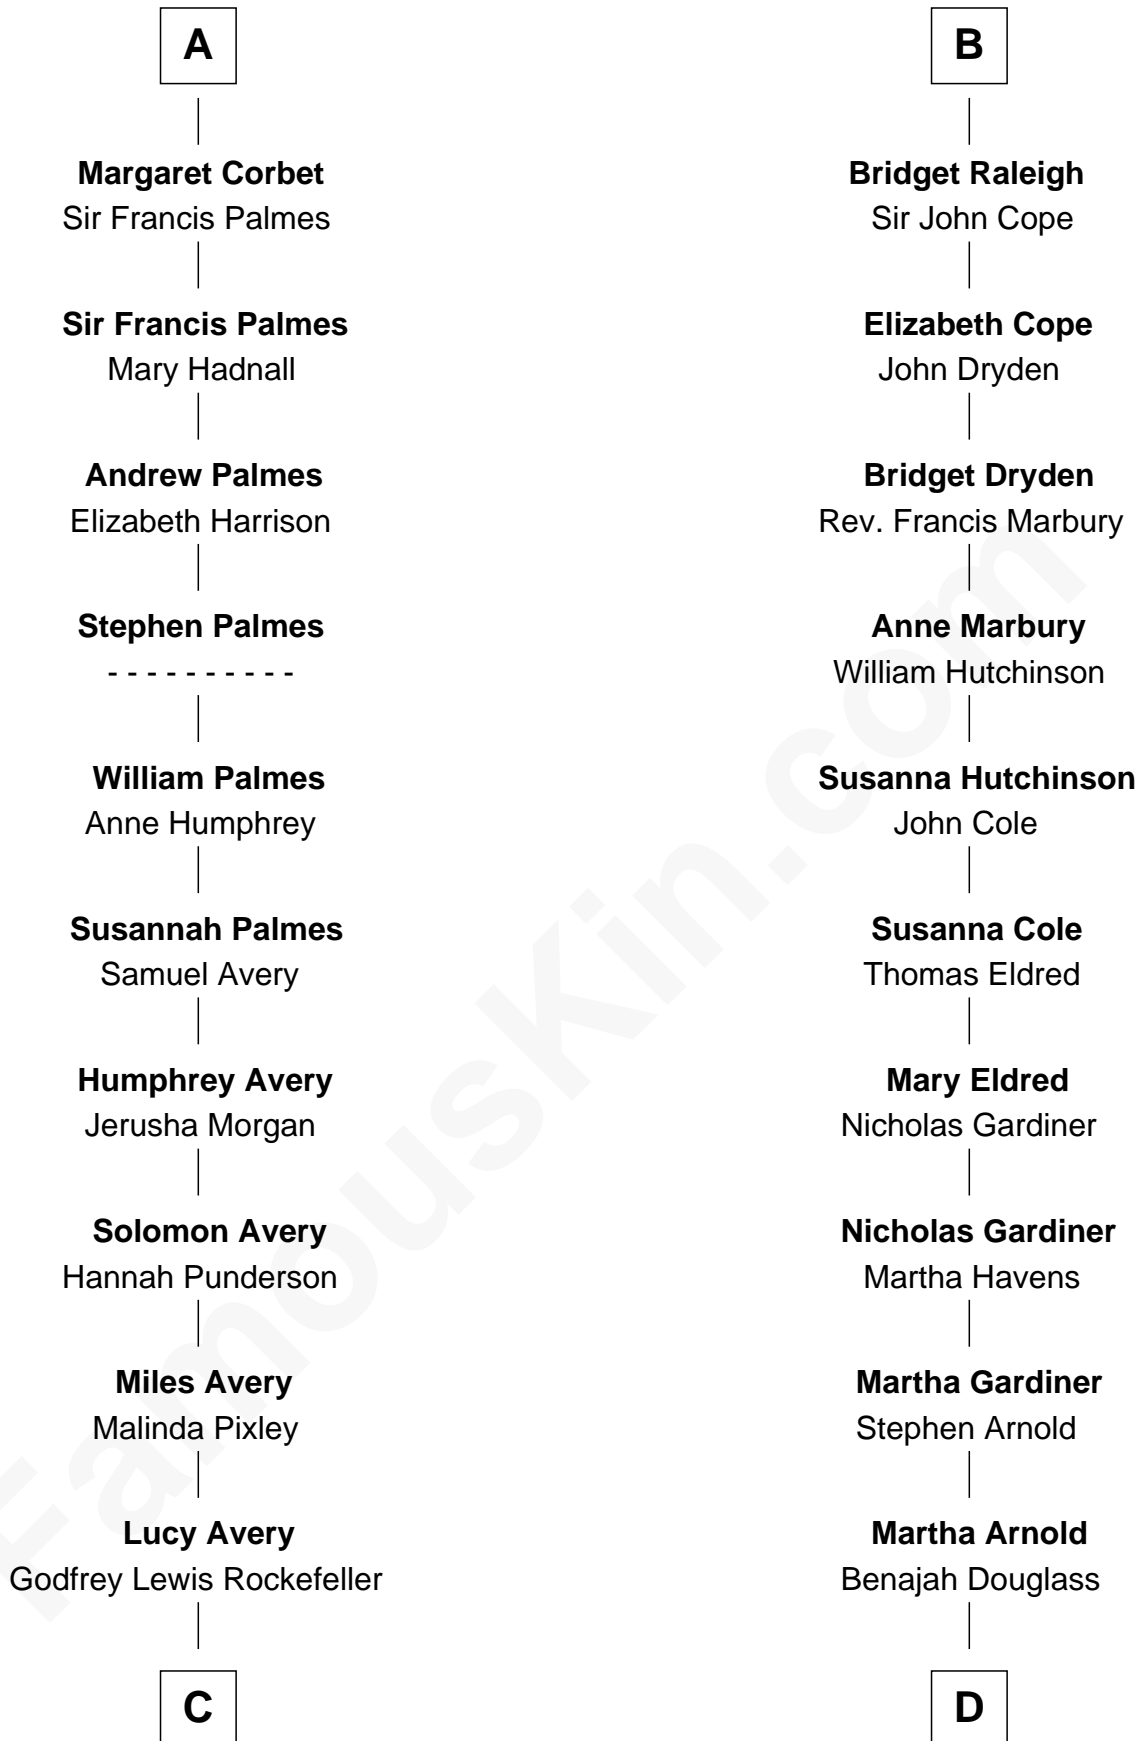 A
Margaret Corbet
Sir Francis Palmes
Sir Francis Palmes
Mary Hadnall
Andrew Palmes
Elizabeth Harrison
Stephen Palmes
- - - - - - - - - -
William Palmes
Anne Humphrey
Susannah Palmes
Samuel Avery
Humphrey Avery
Jerusha Morgan
Solomon Avery
Hannah Punderson
Miles Avery
Malinda Pixley
Lucy Avery
Godfrey Lewis Rockefeller
C
B
Bridget Raleigh
Sir John Cope
Elizabeth Cope
John Dryden
Bridget Dryden
Rev. Francis Marbury
Anne Marbury
William Hutchinson
Susanna Hutchinson
John Cole
Susanna Cole
Thomas Eldred
Mary Eldred
Nicholas Gardiner
Nicholas Gardiner
Martha Havens
Martha Gardiner
Stephen Arnold
Martha Arnold
Benajah Douglass
D
FamousKin.com